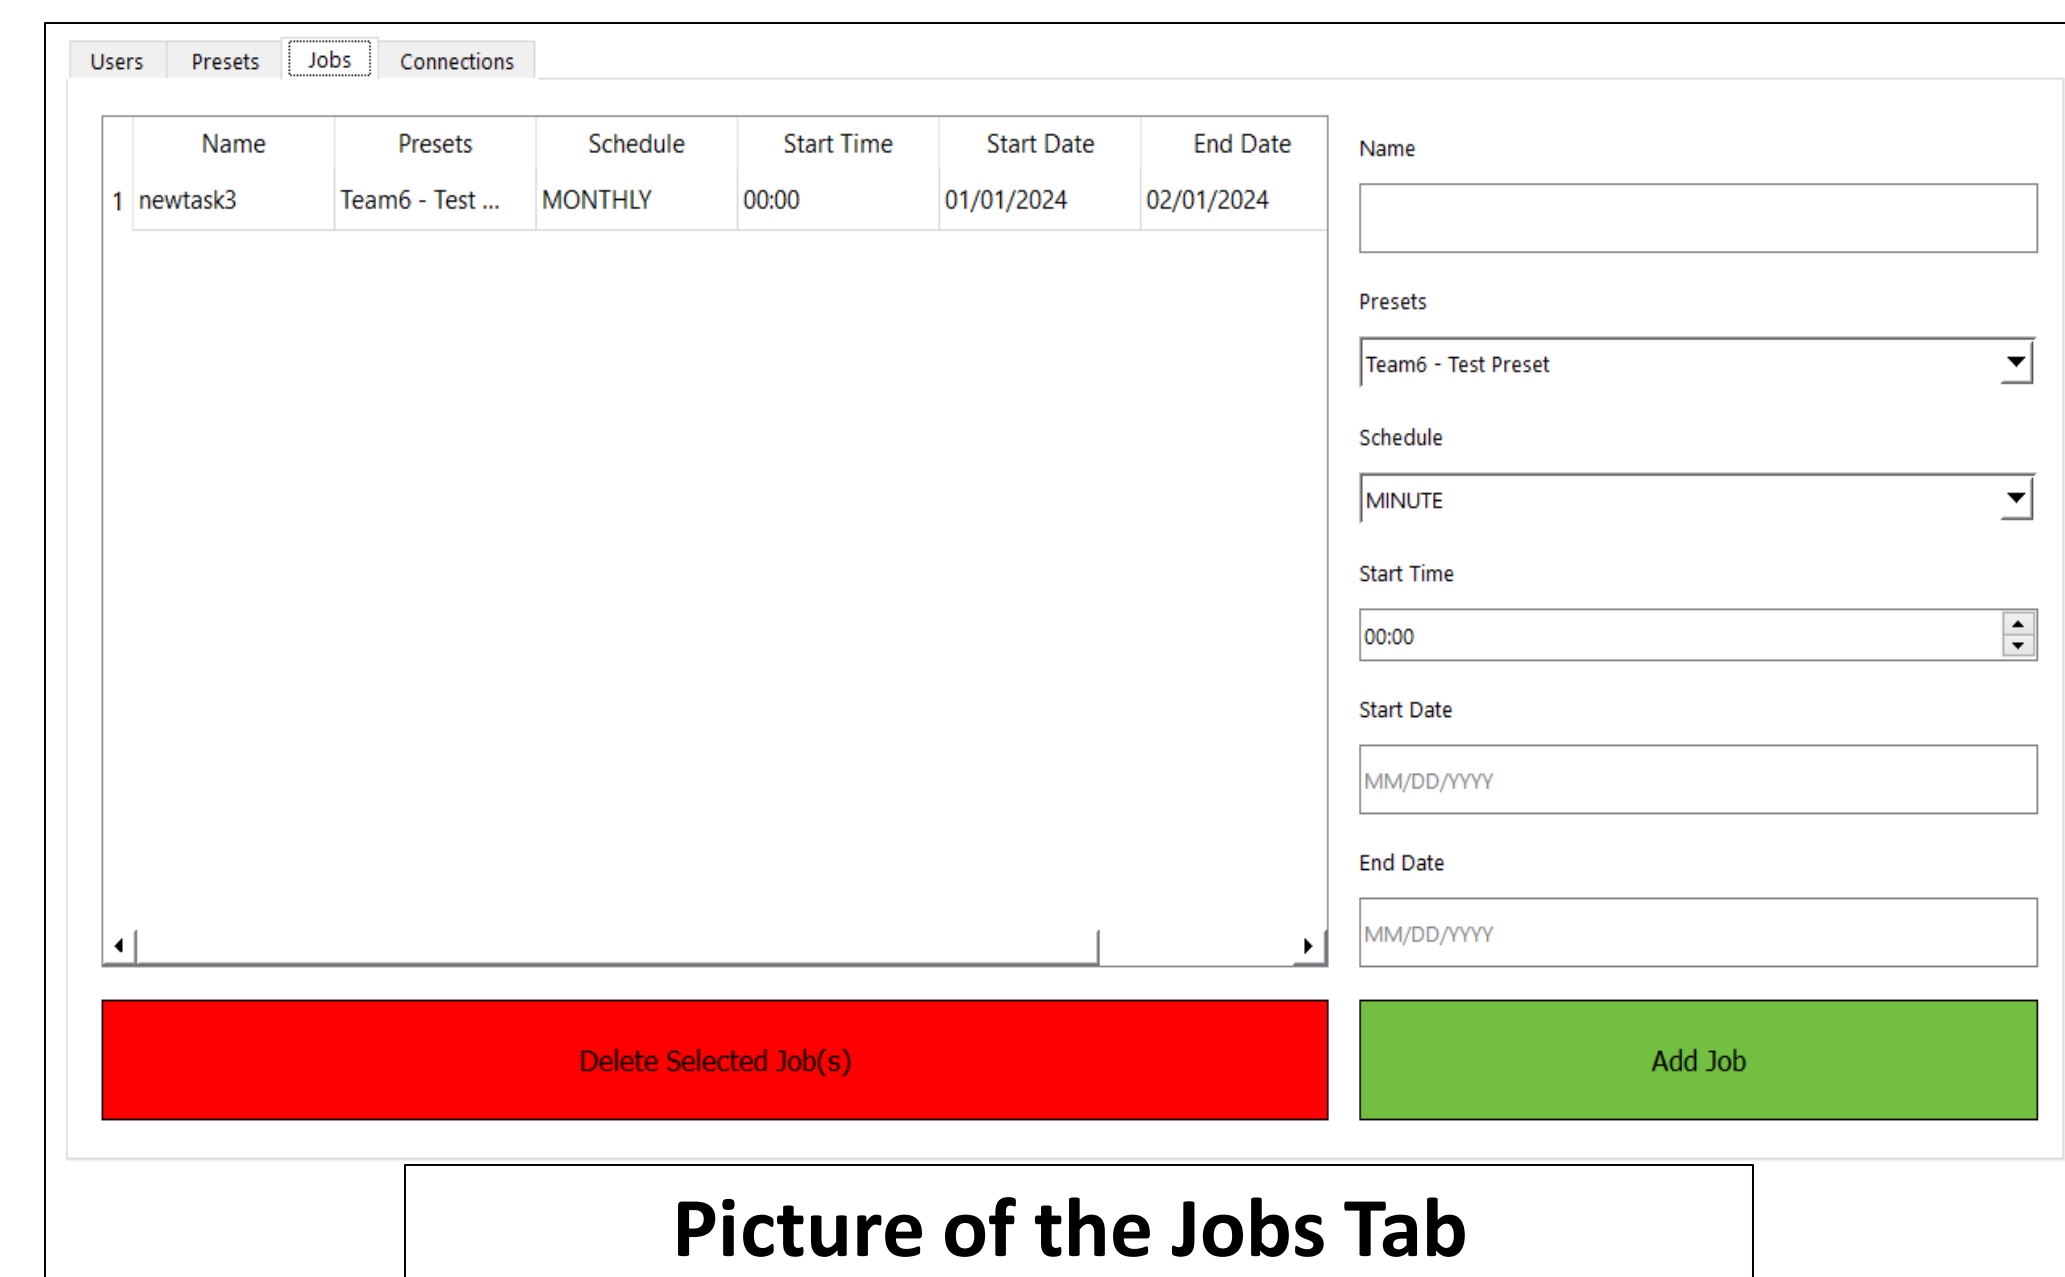 Users Presets Jobs Connections
Name Presets Schedule Start Time Start Date End Date
1 newtask3 Team6 - Test ... MONTHLY 00:00 01/01/2024 02/01/2024
Name
Presets
Team6 - Test Preset
Schedule
MINUTE
Start Time
00:00
Start Date
MM/DD/YYYY
End Date
MM/DD/YYYY
Delete Selected Job(s)
Add Job
Picture of the Jobs Tab